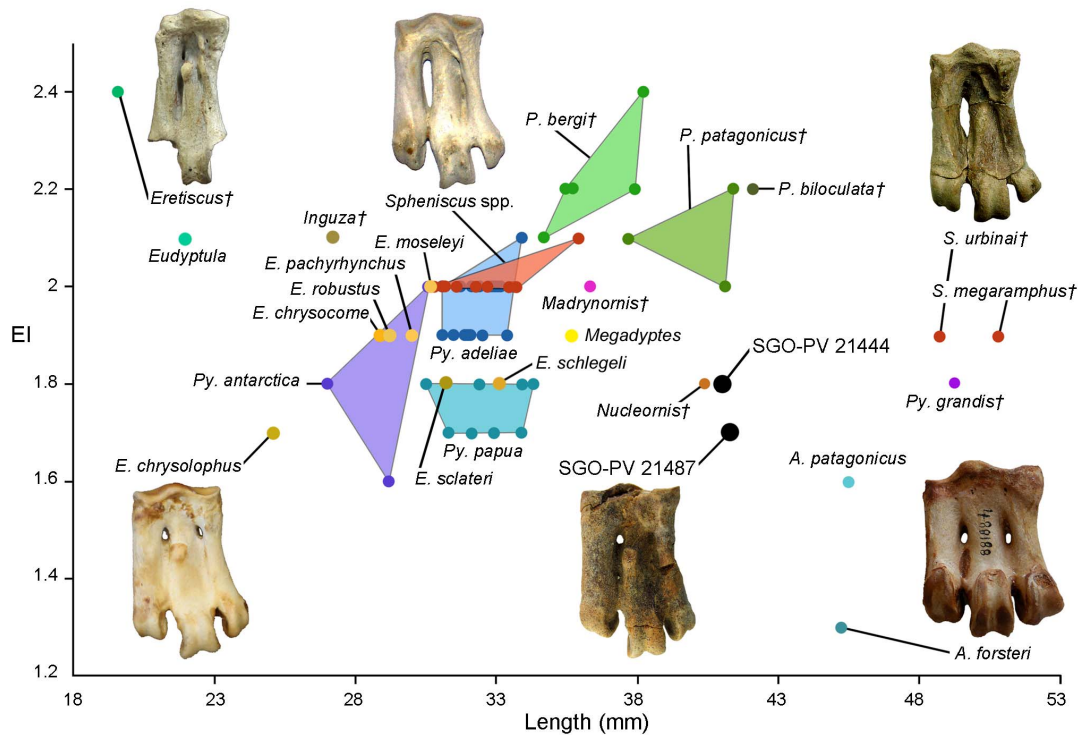 2.4
2.2
2
1.8
1.6
1.4
1.2
EI
18
23
28
33
38
43
48
53
Length (mm)
Eretiscus†
Eudyptula
Inguza†
Spheniscus spp.
P. bergi†
P. patagonicus†
P. biloculata†
S. urbinai†
S. megaramphus†
E. moseleyi
E. pachyrhynchus
E. robustus
E. chrysocome
Madrynornis†
Megadyptes
Py. adeliae
E. schlegeli
SGO-PV 21444
Py. antarctica
Nucleornis†
Py. grandis†
Py. papua
E. chrysolophus
E. sclateri
SGO-PV 21487
A. patagonicus
A. forsteri